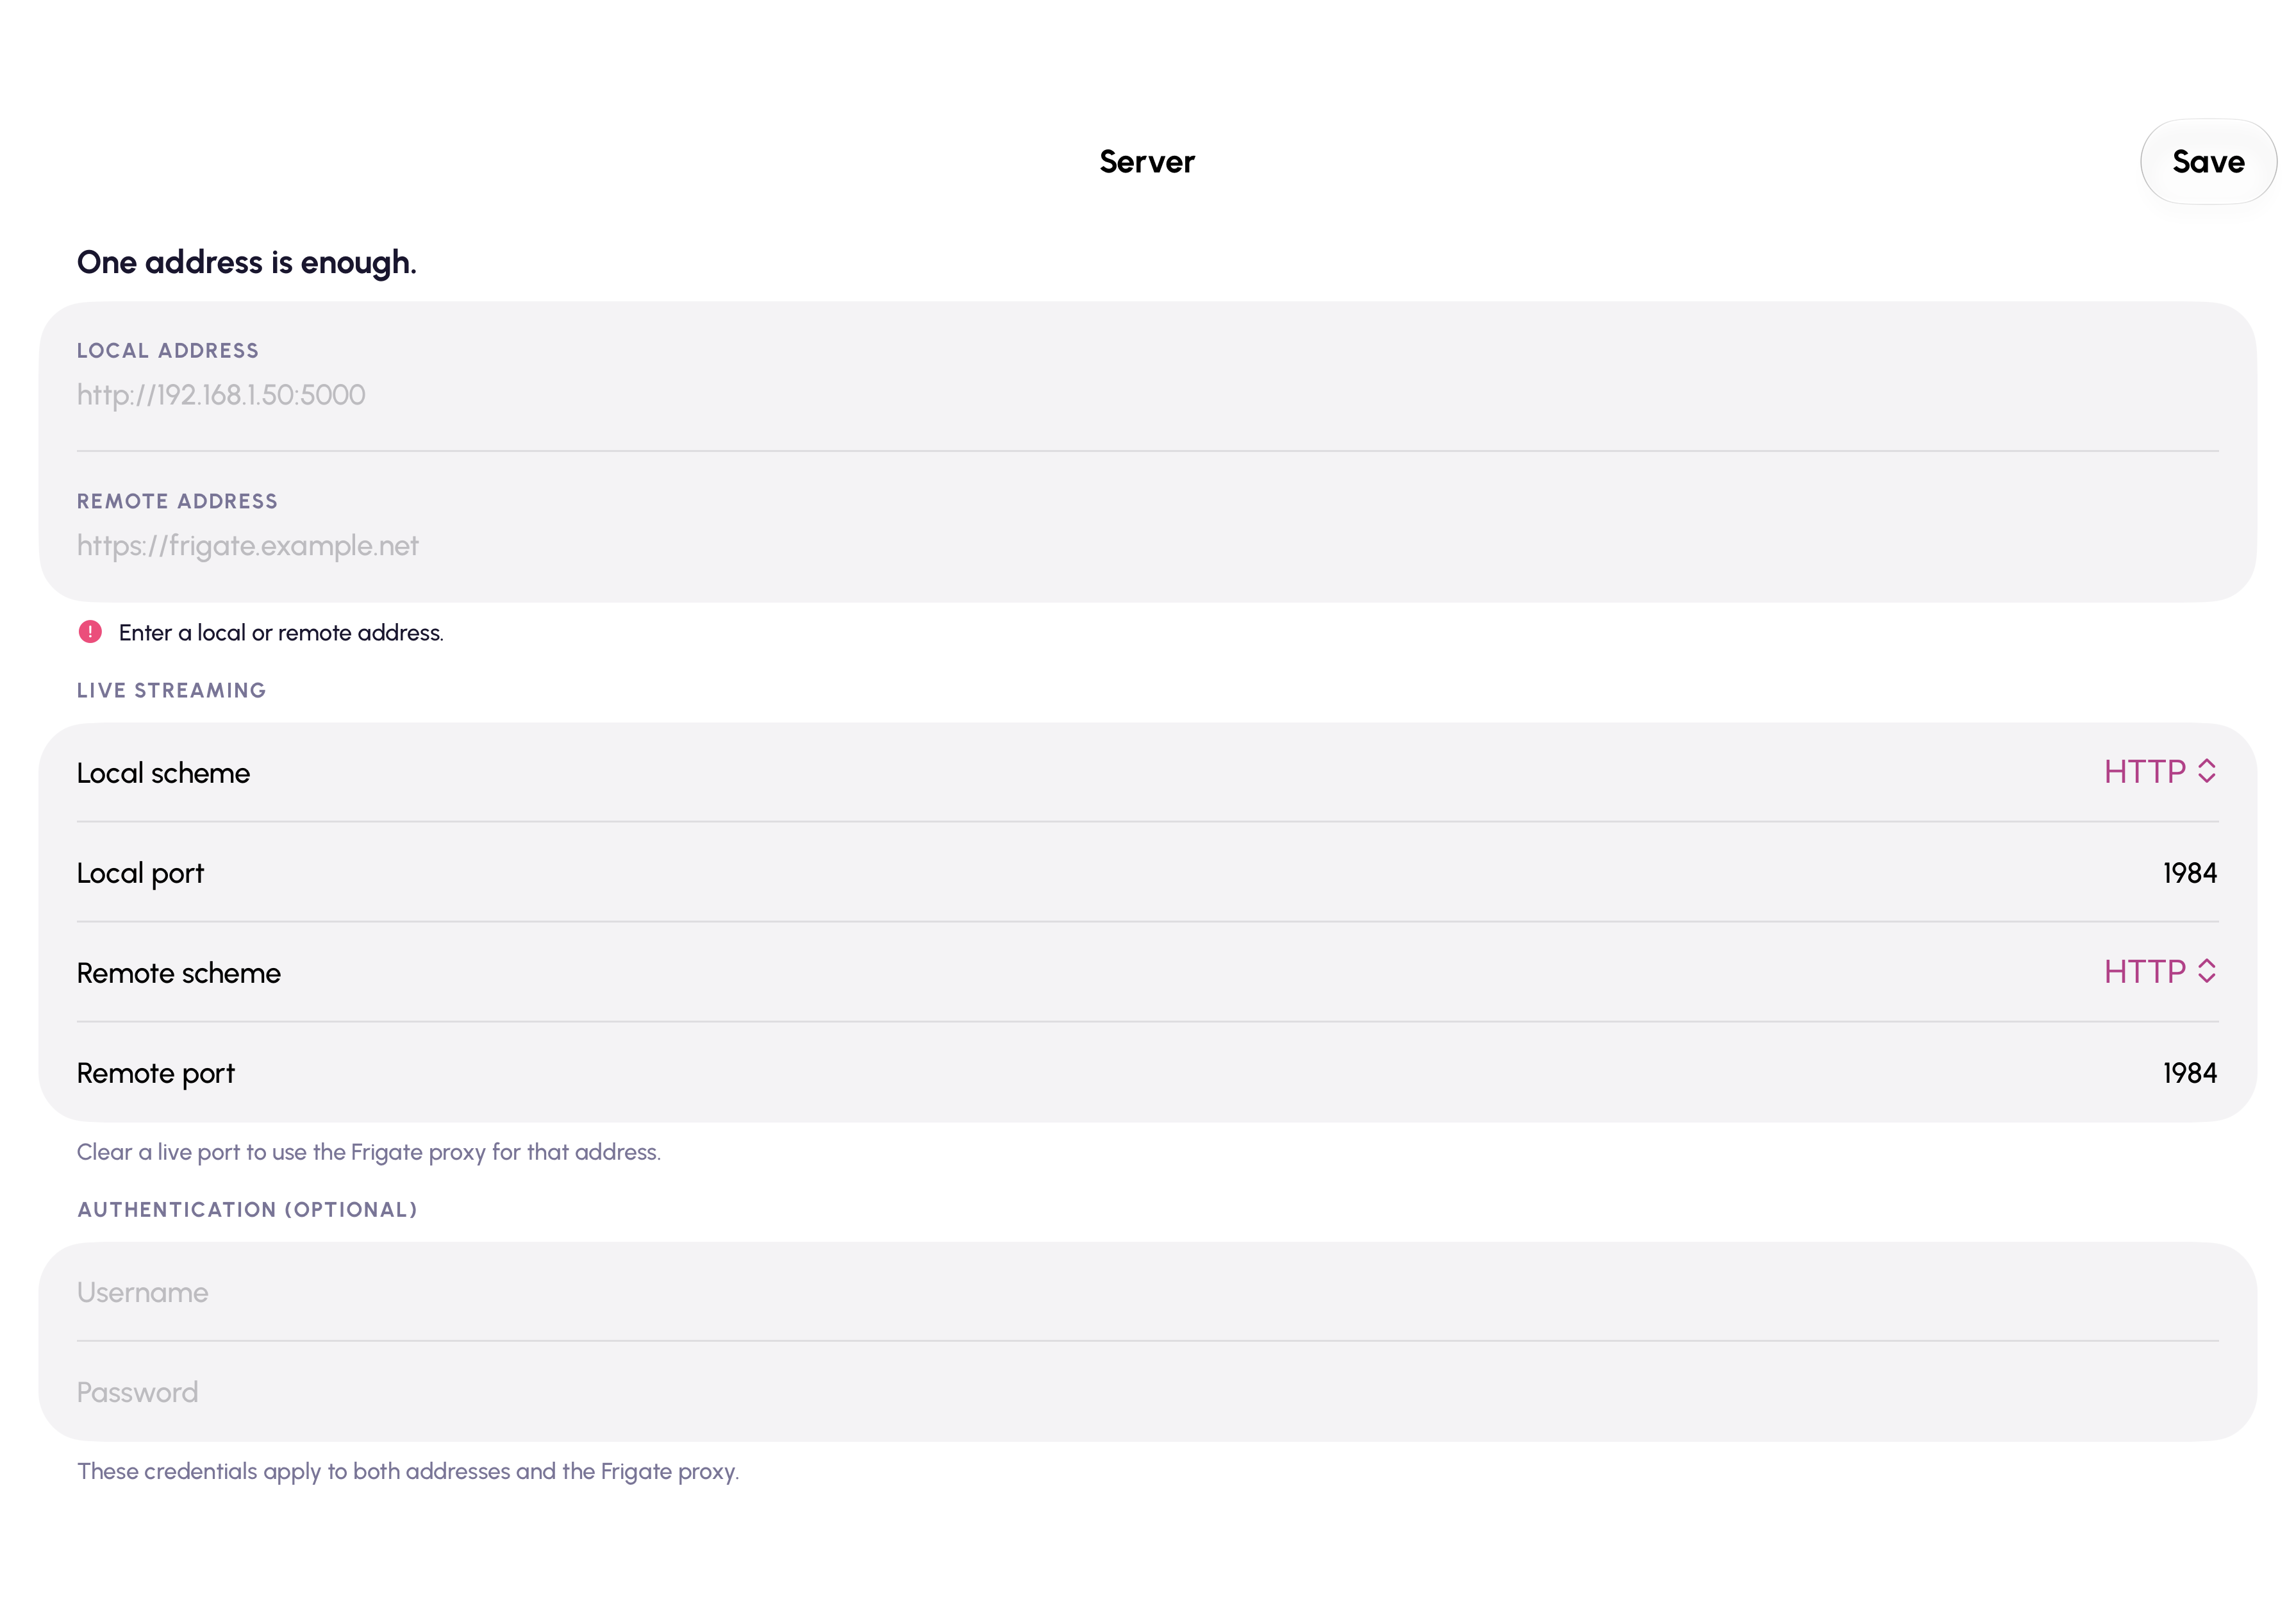 Server
Save
One address is enough.
LOCAL ADDRESS
http://192.168.1.50:5000
REMOTE ADDRESS
https://frigate.example.net
Enter a local or remote address.
LIVE STREAMING
Local scheme HTTP
Local port 1984
Remote scheme HTTP
Remote port 1984
Clear a live port to use the Frigate proxy for that address.
AUTHENTICATION (OPTIONAL)
Username
Password
These credentials apply to both addresses and the Frigate proxy.